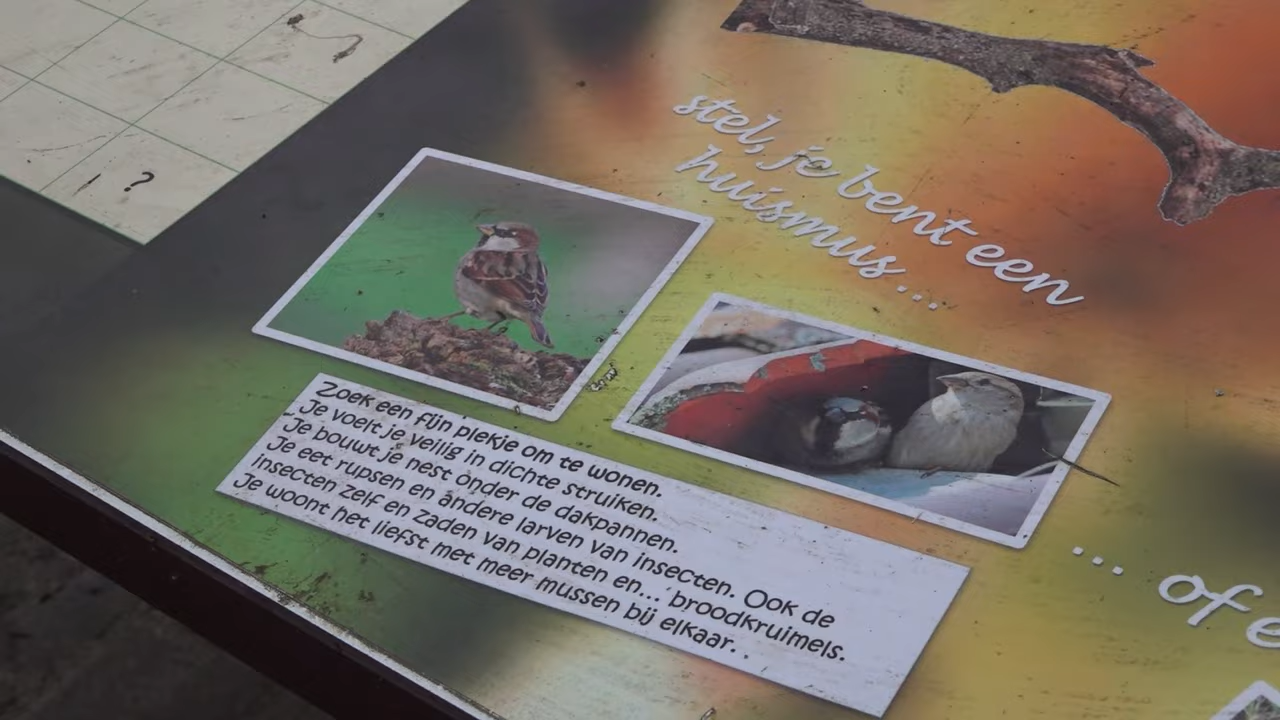 stel, je bent een
huismus...
Zoek een fijn plekje om te wonen.
Je voelt je veilig in dichte struiken.
Je bouwt je nest onder de dakpannen.
Je eet rupsen en andere larven van insecten. Ook de
insecten zelf en zaden van planten en... broodkruimels.
Je woont het liefst met meer mussen bij elkaar..
... of e
?